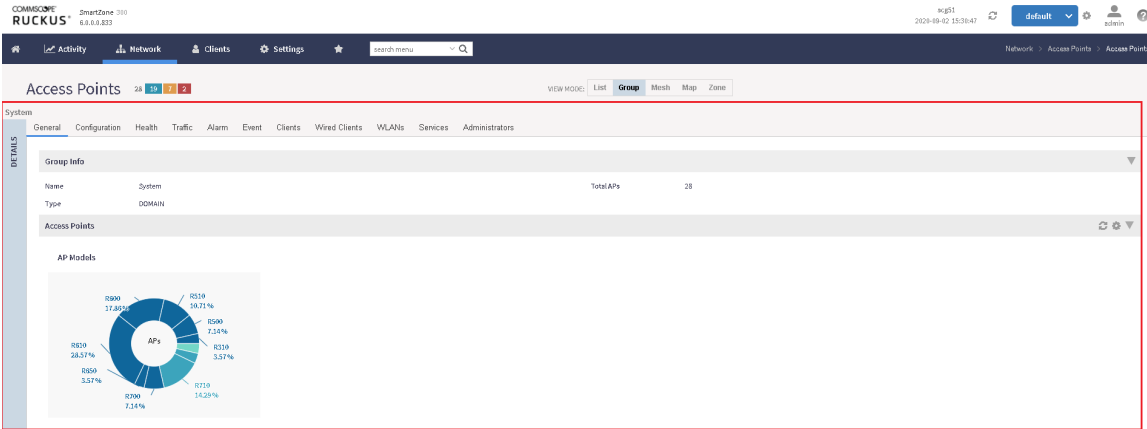 COMMSCOPE
RUCKUS
SmartZone 300
6.0.0.0.833
scg51
2020-09-02 15:30:47
default
admin
Activity
Network
Clients
Settings
search menu
Network > Access Points > Access Point
Access Points 28 19 7 2
VIEW MODE: List Group Mesh Map Zone
System
DETAILS
General Configuration Health Traffic Alarm Event Clients Wired Clients WLANs Services Administrators
Group Info
Name System
Total APs 28
Type DOMAIN
Access Points
AP Models
R600
17.86%
R510
10.71%
R500
7.14%
R310
3.57%
APs
R610
28.57%
R650
3.57%
R710
14.29%
R700
7.14%